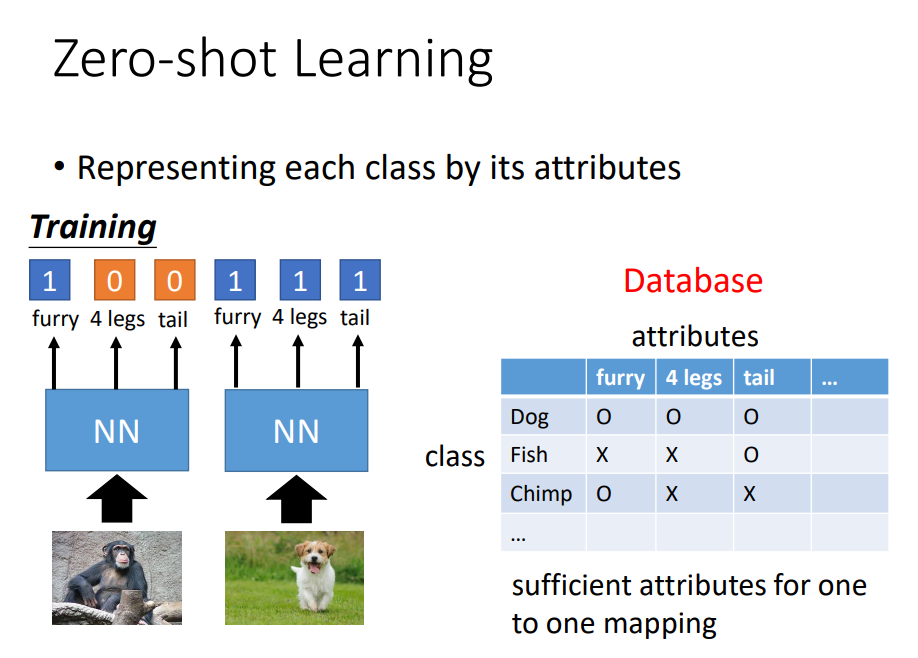 Zero-shot Learning
• Representing each class by its attributes
Training
1 0 0 1 1 1
furry 4 legs tail furry 4 legs tail
NN NN
Database
attributes
furry 4 legs tail ...
class
Dog O O O
Fish X X O
Chimp O X X
...
sufficient attributes for one
to one mapping